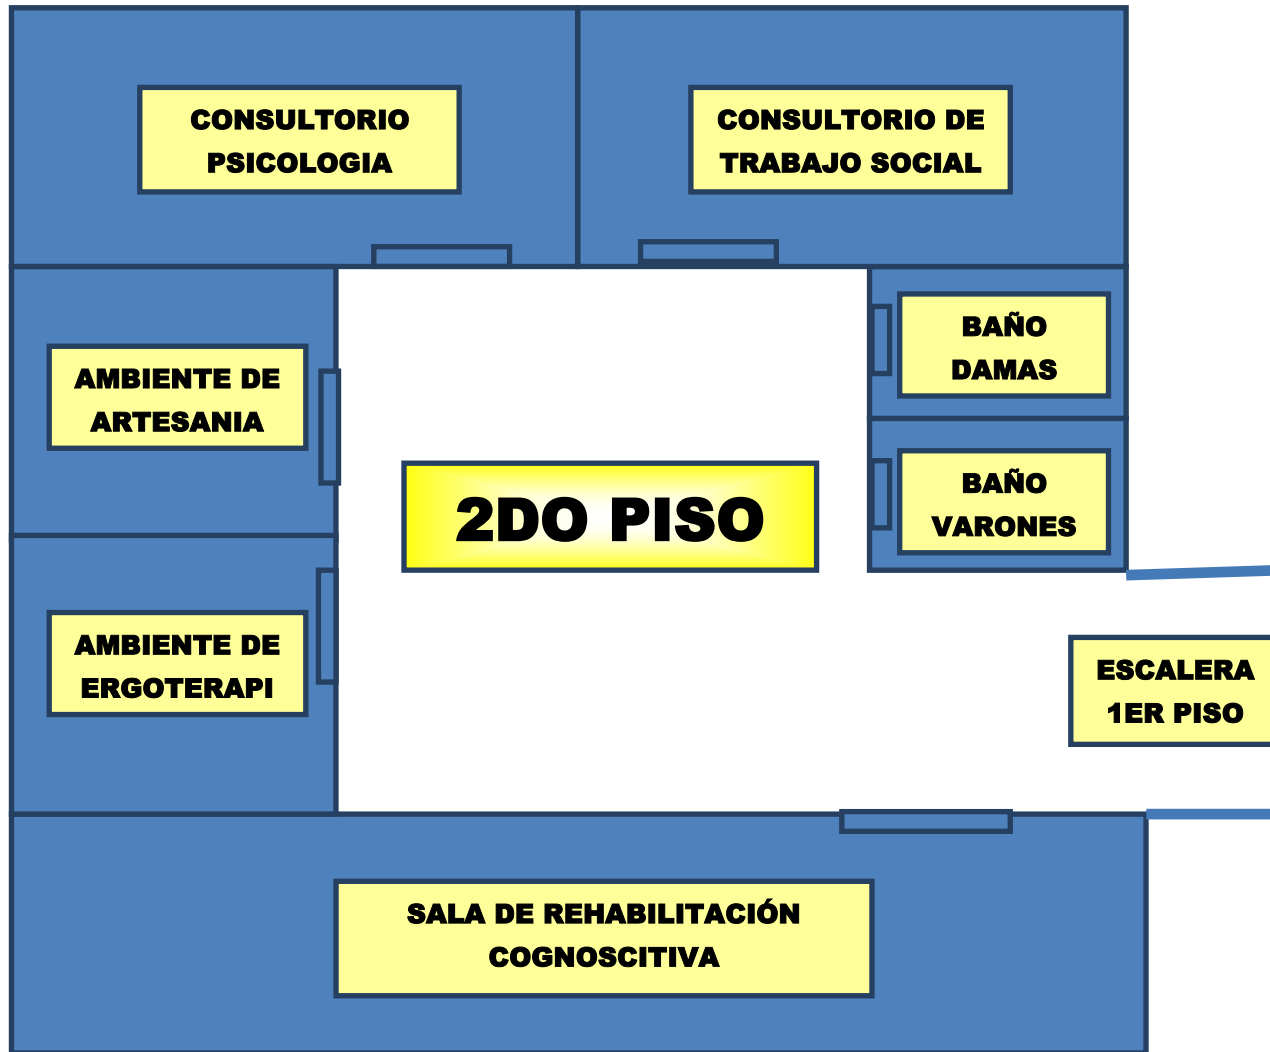 CONSULTORIO
PSICOLOGIA
CONSULTORIO DE
TRABAJO SOCIAL
BAÑO
DAMAS
AMBIENTE DE
ARTESANIA
2DO PISO
BAÑO
VARONES
AMBIENTE DE
ERGOTERAPI
ESCALERA
1ER PISO
SALA DE REHABILITACIÓN
COGNOSCITIVA